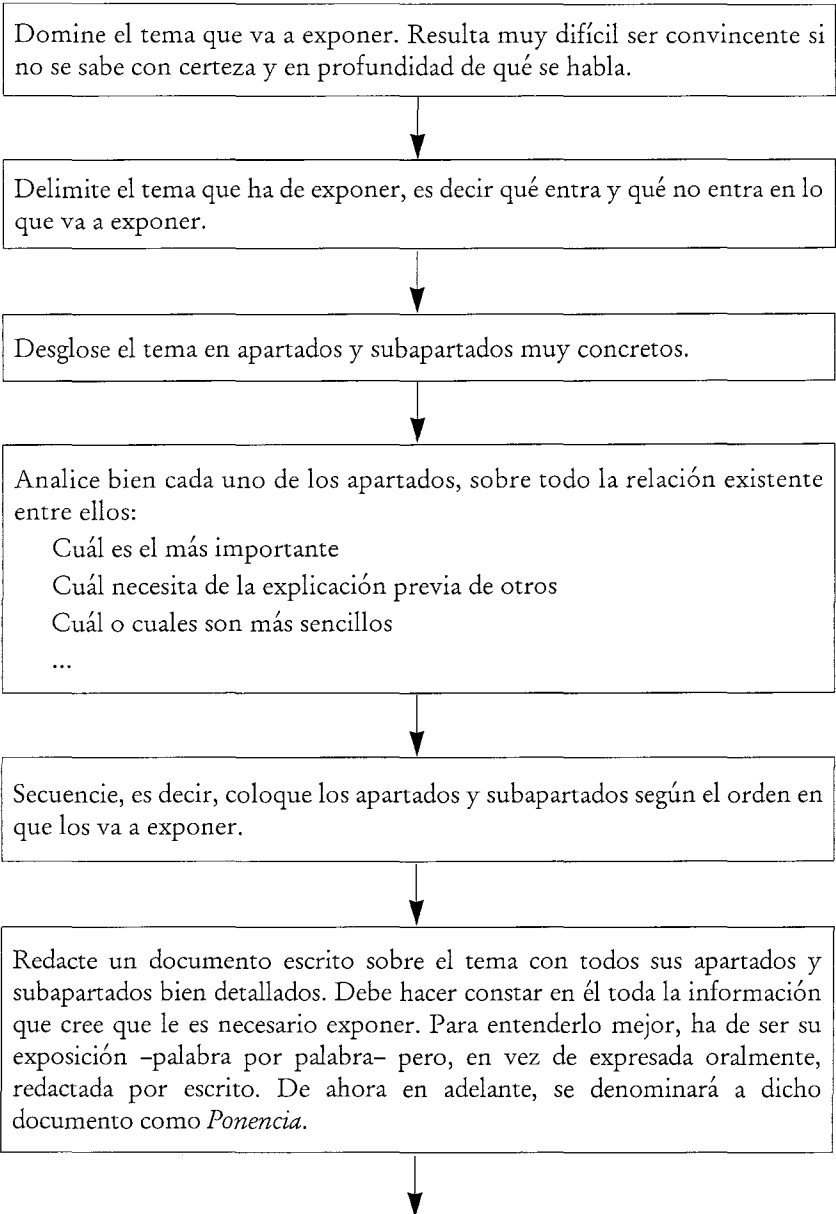 Domine el tema que va a exponer. Resulta muy difícil ser convincente si
no se sabe con certeza y en profundidad de qué se habla.
Delimite el tema que ha de exponer, es decir qué entra y qué no entra en lo
que va a exponer.
Desglose el tema en apartados y subapartados muy concretos.
Analice bien cada uno de los apartados, sobre todo la relación existente
entre ellos:
Cuál es el más importante
Cuál necesita de la explicación previa de otros
Cuál o cuales son más sencillos
...
Secuencie, es decir, coloque los apartados y subapartados según el orden en
que los va a exponer.
Redacte un documento escrito sobre el tema con todos sus apartados y
subapartados bien detallados. Debe hacer constar en él toda la información
que cree que le es necesario exponer. Para entenderlo mejor, ha de ser su
exposición –palabra por palabra– pero, en vez de expresada oralmente,
redactada por escrito. De ahora en adelante, se denominará a dicho
documento como Ponencia.